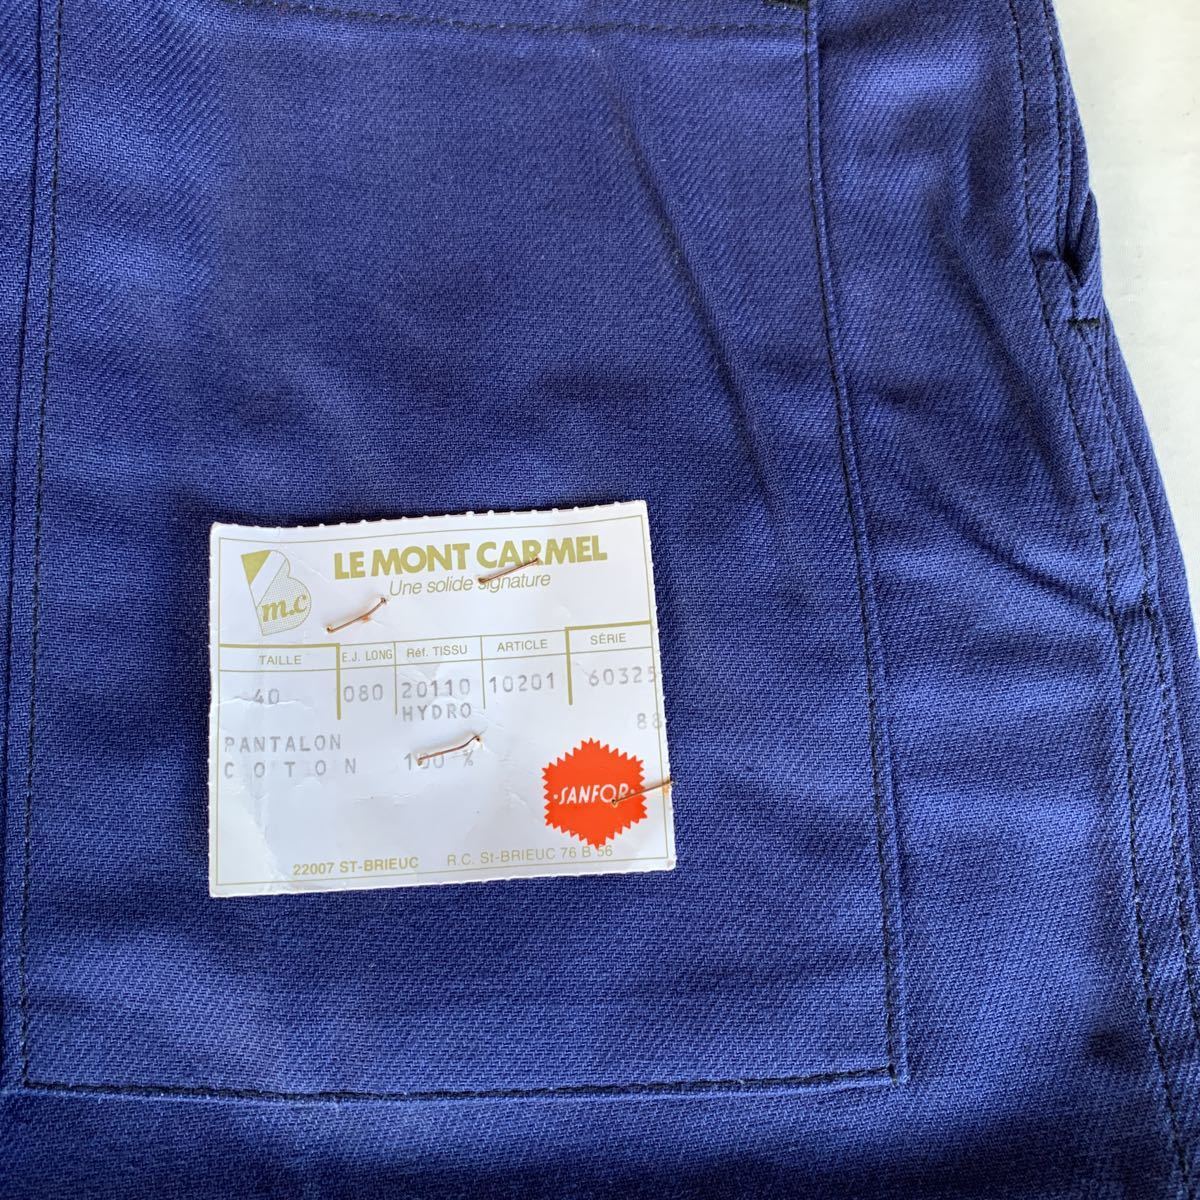 LE MONT CARMEL
Une solide signature
m.c
TAILLE E.J. LONG Réf. TISSU ARTICLE SÉRIE
40 080 20110 10201 60325
HYDRO
88
PANTALON
COTON 100 %
·SANFOR·
22007 ST-BRIEUC R.C. St-BRIEUC 76 B 56